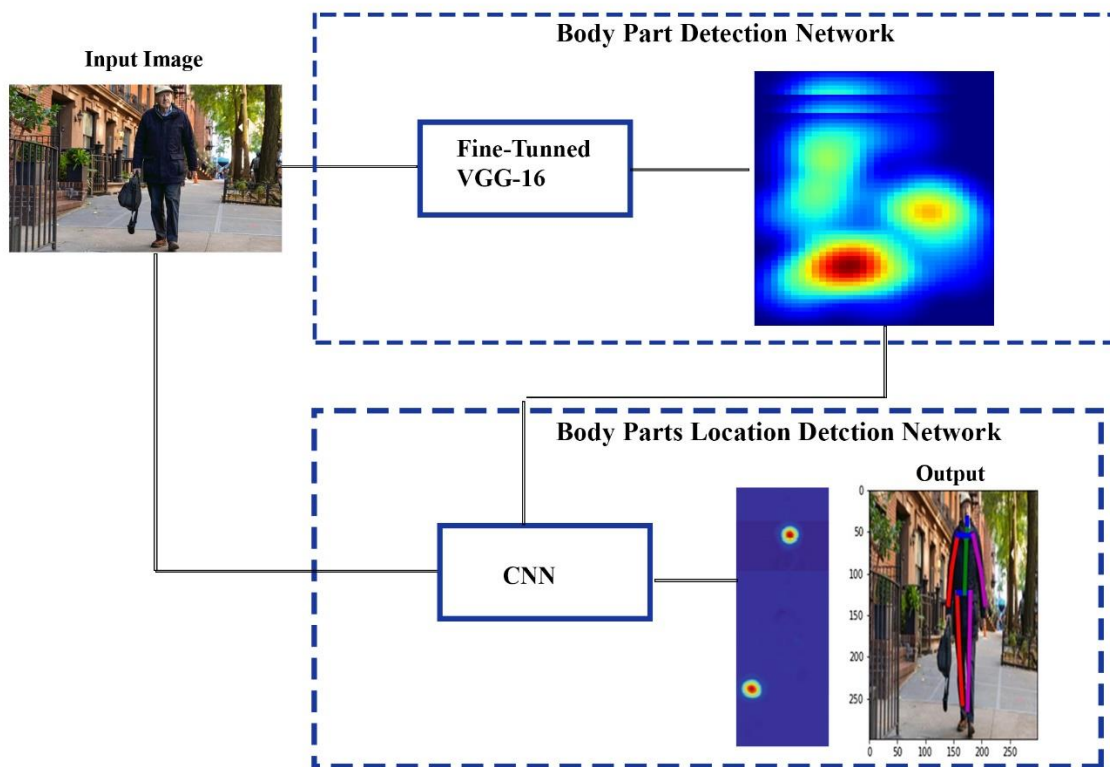 Body Part Detection Network
Input Image
Fine-Tunned
VGG-16
Body Parts Location Detction Network
Output
CNN
0
50
100
150
200
250
0 50 100 150 200 250